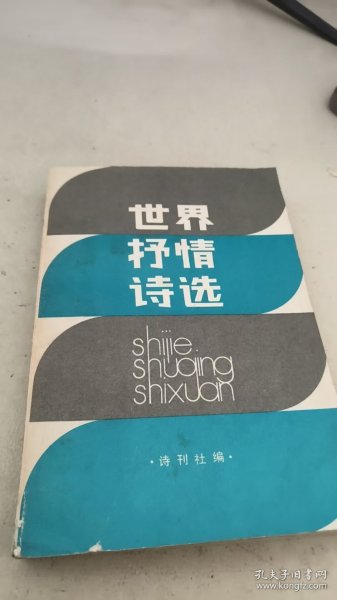 世界
抒情
诗选
shijie
shuqing
shixuan
·诗刊社编·
孔夫子旧书网
www.kongfz.com